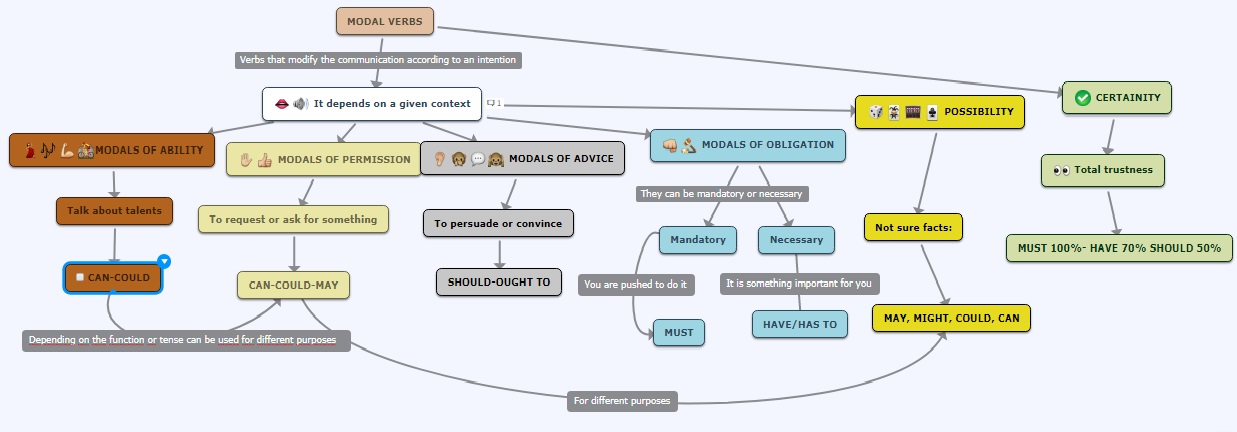 MODAL VERBS
Verbs that modify the communication according to an intention
It depends on a given context
1
POSSIBILITY
CERTAINITY
MODALS OF ABILITY
MODALS OF PERMISSION
MODALS OF ADVICE
MODALS OF OBLIGATION
Total trustness
They can be mandatory or necessary
Talk about talents
To request or ask for something
To persuade or convince
Mandatory
Necessary
Not sure facts:
MUST 100%- HAVE 70% SHOULD 50%
CAN-COULD
CAN-COULD-MAY
SHOULD-OUGHT TO
You are pushed to do it
It is something important for you
MUST
HAVE/HAS TO
MAY, MIGHT, COULD, CAN
Depending on the function or tense can be used for different purposes
For different purposes